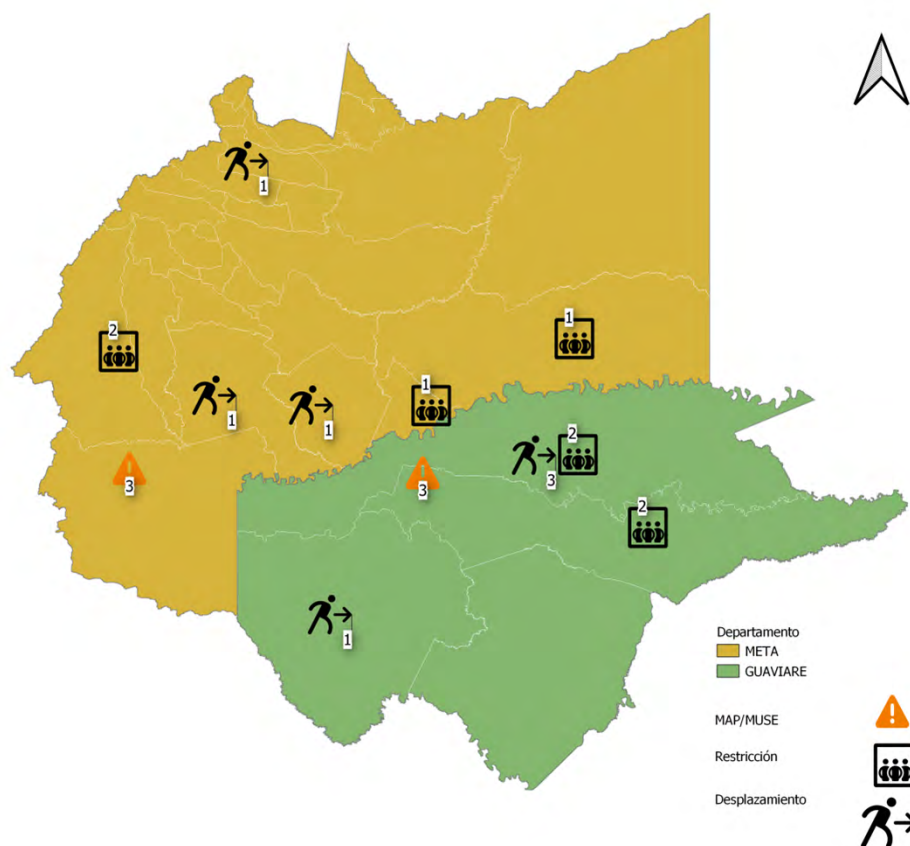 1
2
1
1
1
1
2
3
3
3
2
1
Departamento
META
GUAVIARE
MAP/MUSE
Restricción
Desplazamiento